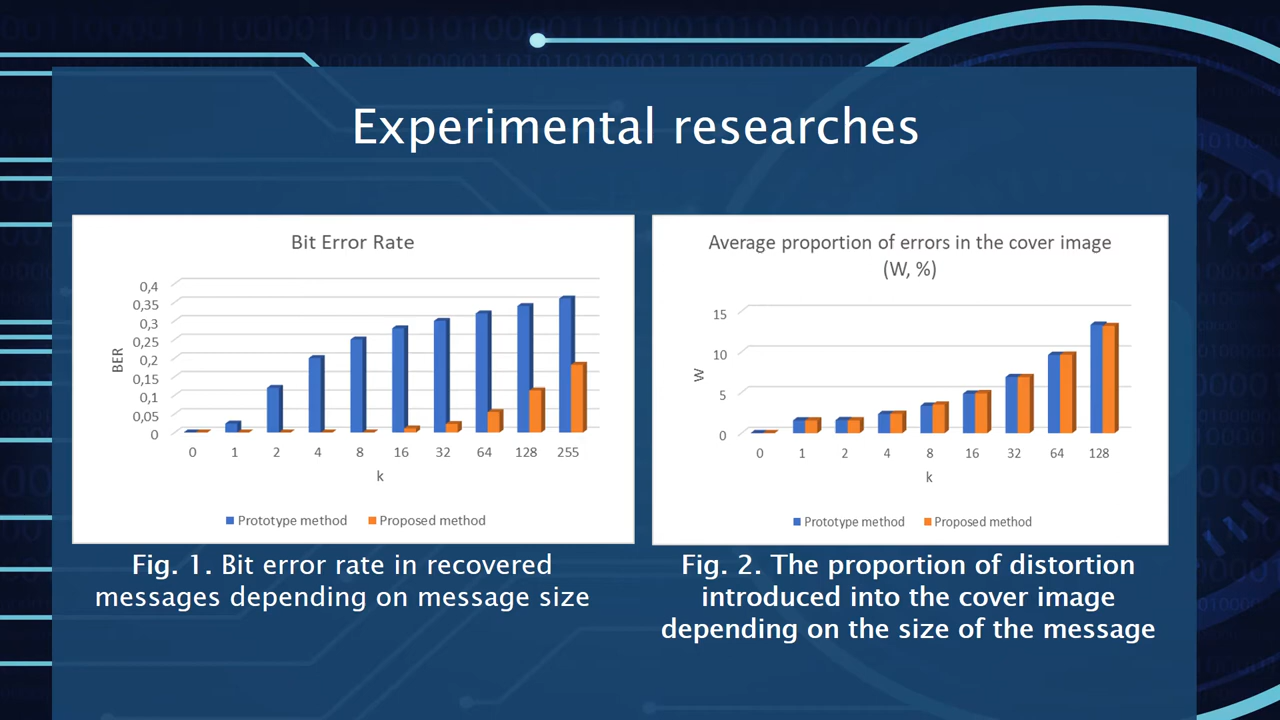 Experimental researches
Bit Error Rate
0,4
0,35
0,3
0,25
0,2
0,15
0,1
0,05
0
BER
0 1 2 4 8 16 32 64 128 255
k
Prototype method Proposed method
Fig. 1. Bit error rate in recovered
messages depending on message size
Average proportion of errors in the cover image
(W, %)
15
10
5
0
W
0 1 2 4 8 16 32 64 128
k
Prototype method Proposed method
Fig. 2. The proportion of distortion
introduced into the cover image
depending on the size of the message